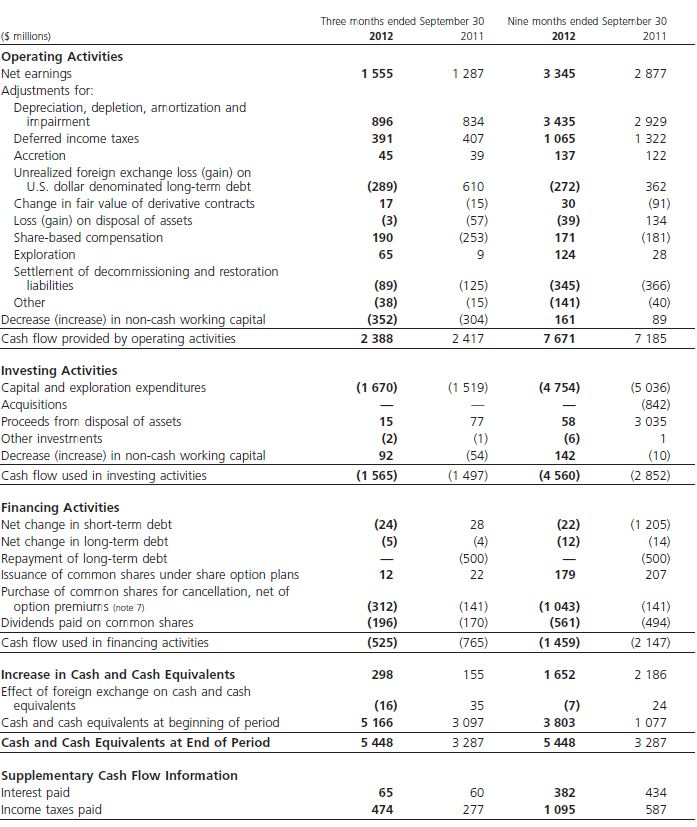 Three months ended September 30 Nine months ended September 30
($ millions) 2012 2011 2012 2011
Operating Activities
Net earnings 1 555 1 287 3 345 2 877
Adjustments for:
Depreciation, depletion, amortization and
impairment 896 834 3 435 2 929
Deferred income taxes 391 407 1 065 1 322
Accretion 45 39 137 122
Unrealized foreign exchange loss (gain) on
U.S. dollar denominated long-term debt (289) 610 (272) 362
Change in fair value of derivative contracts 17 (15) 30 (91)
Loss (gain) on disposal of assets (3) (57) (39) 134
Share-based compensation 190 (253) 171 (181)
Exploration 65 9 124 28
Settlement of decommissioning and restoration
liabilities (89) (125) (345) (366)
Other (38) (15) (141) (40)
Decrease (increase) in non-cash working capital (352) (304) 161 89
Cash flow provided by operating activities 2 388 2 417 7 671 7 185
Investing Activities
Capital and exploration expenditures (1 670) (1 519) (4 754) (5 036)
Acquisitions — — — (842)
Proceeds from disposal of assets 15 77 58 3 035
Other investments (2) (1) (6) 1
Decrease (increase) in non-cash working capital 92 (54) 142 (10)
Cash flow used in investing activities (1 565) (1 497) (4 560) (2 852)
Financing Activities
Net change in short-term debt (24) 28 (22) (1 205)
Net change in long-term debt (5) (4) (12) (14)
Repayment of long-term debt — (500) — (500)
Issuance of common shares under share option plans 12 22 179 207
Purchase of common shares for cancellation, net of
option premiums (note 7) (312) (141) (1 043) (141)
Dividends paid on common shares (196) (170) (561) (494)
Cash flow used in financing activities (525) (765) (1 459) (2 147)
Increase in Cash and Cash Equivalents 298 155 1 652 2 186
Effect of foreign exchange on cash and cash
equivalents (16) 35 (7) 24
Cash and cash equivalents at beginning of period 5 166 3 097 3 803 1 077
Cash and Cash Equivalents at End of Period 5 448 3 287 5 448 3 287
Supplementary Cash Flow Information
Interest paid 65 60 382 434
Income taxes paid 474 277 1 095 587